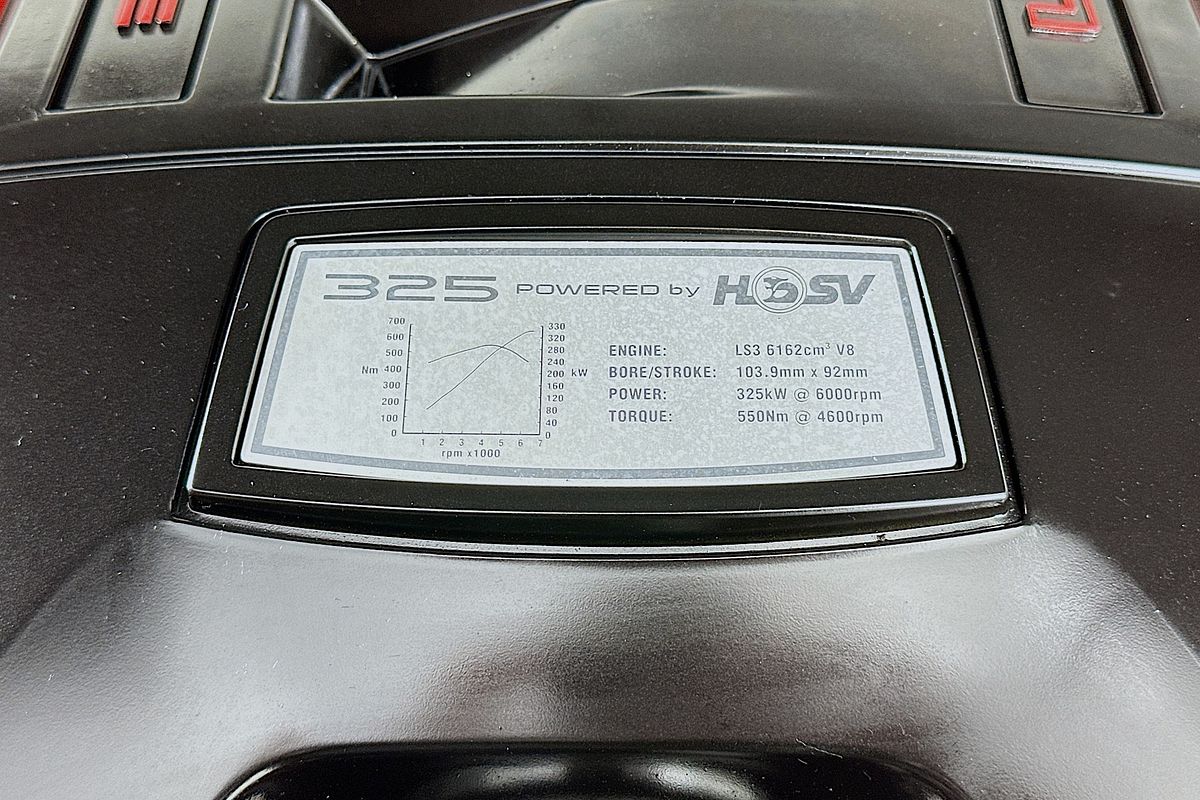 325 POWERED by HSV
700
600
500
Nm 400
300
200
100
0
330
320
280
240
200 kW
160
120
80
40
0
1 2 3 4 5 6 7
rpm x1000
ENGINE: LS3 6162cm³ V8
BORE/STROKE: 103.9mm x 92mm
POWER: 325kW @ 6000rpm
TORQUE: 550Nm @ 4600rpm